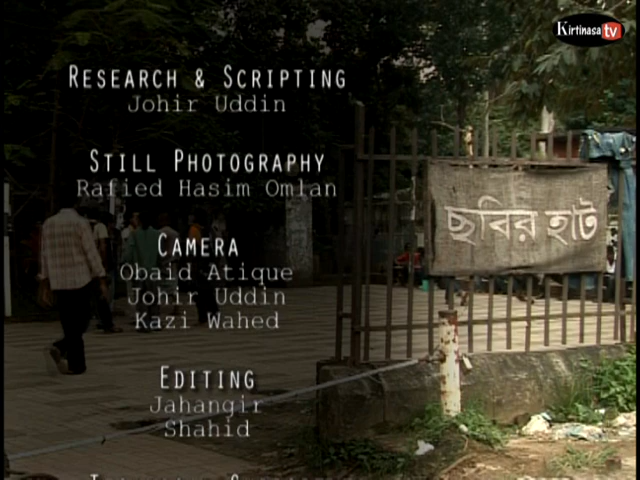 Kirtinasa tv
RESEARCH & SCRIPTING
Johir Uddin
STILL PHOTOGRAPHY
Rafied Hasim Omlan
CAMERA
Obaid Atique
Johir Uddin
Kazi Wahed
EDITING
Jahangir
Shahid
ছবির হাট